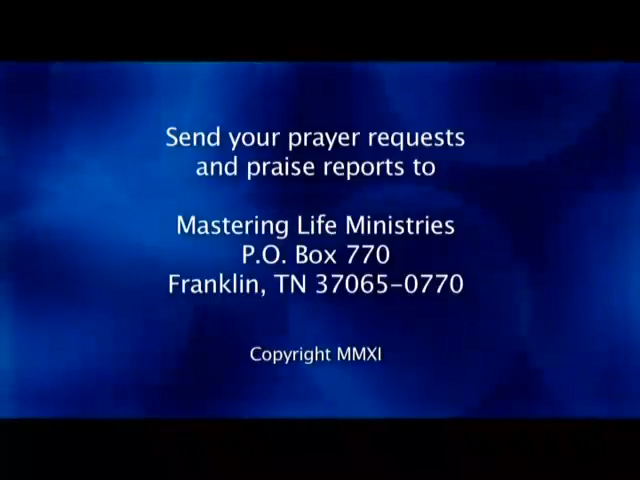 Send your prayer requests
and praise reports to
Mastering Life Ministries
P.O. Box 770
Franklin, TN 37065-0770
Copyright MMXI